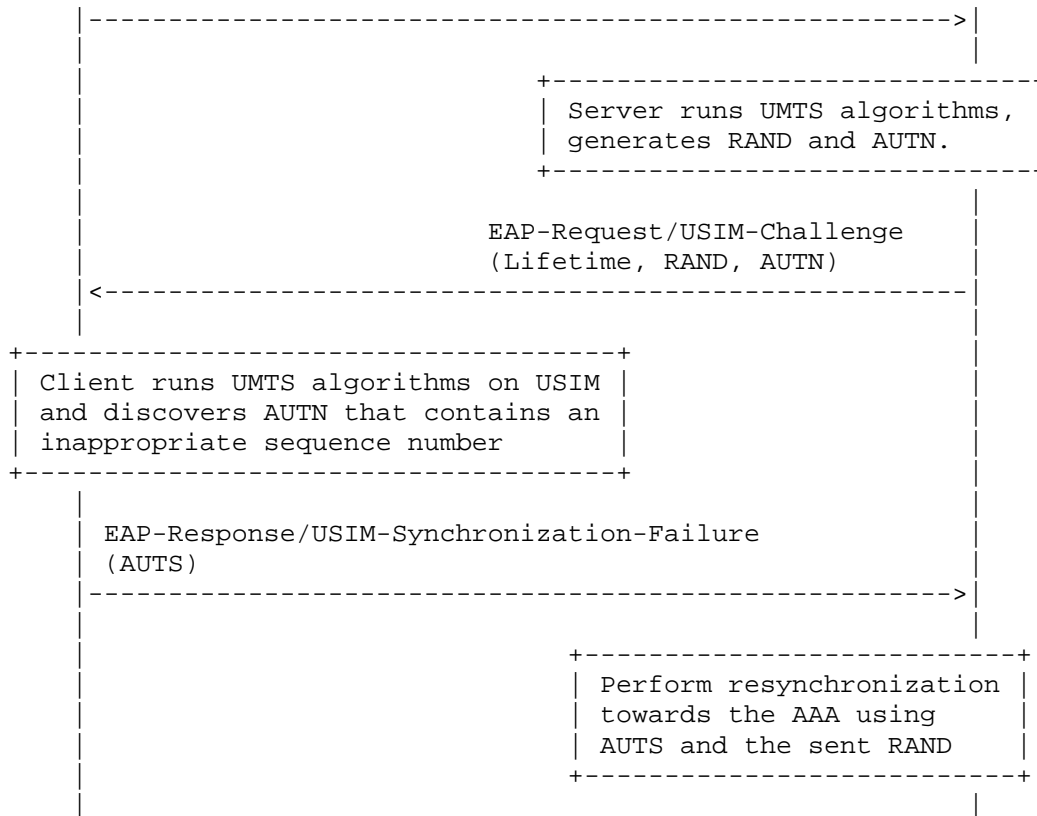 Server runs UMTS algorithms,
generates RAND and AUTN.
EAP-Request/USIM-Challenge
(Lifetime, RAND, AUTN)
Client runs UMTS algorithms on USIM
and discovers AUTN that contains an
inappropriate sequence number
EAP-Response/USIM-Synchronization-Failure
(AUTS)
Perform resynchronization
towards the AAA using
AUTS and the sent RAND